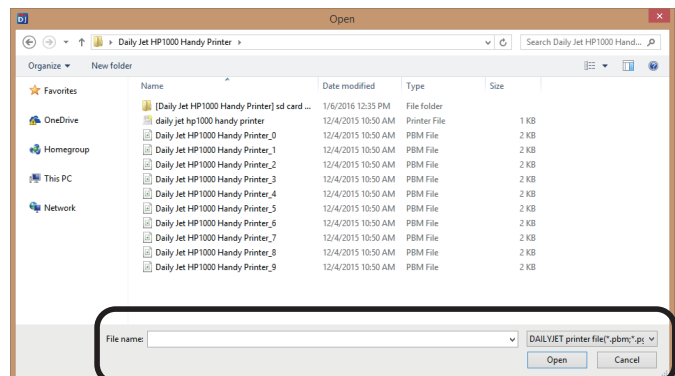 DJ Open x
Daily Jet HP1000 Handy Printer Search Daily Jet HP1000 Hand...
Organize New folder
Name Date modified Type Size
Favorites
OneDrive
Homegroup
This PC
Network
[Daily Jet HP1000 Handy Printer] sd card ... 1/6/2016 12:35 PM File folder
daily jet hp1000 handy printer 12/4/2015 10:50 AM Printer File 1 KB
Daily Jet HP1000 Handy Printer_0 12/4/2015 10:50 AM PBM File 2 KB
Daily Jet HP1000 Handy Printer_1 12/4/2015 10:50 AM PBM File 2 KB
Daily Jet HP1000 Handy Printer_2 12/4/2015 10:50 AM PBM File 2 KB
Daily Jet HP1000 Handy Printer_3 12/4/2015 10:50 AM PBM File 2 KB
Daily Jet HP1000 Handy Printer_4 12/4/2015 10:50 AM PBM File 2 KB
Daily Jet HP1000 Handy Printer_5 12/4/2015 10:50 AM PBM File 2 KB
Daily Jet HP1000 Handy Printer_6 12/4/2015 10:50 AM PBM File 2 KB
Daily Jet HP1000 Handy Printer_7 12/4/2015 10:50 AM PBM File 2 KB
Daily Jet HP1000 Handy Printer_8 12/4/2015 10:50 AM PBM File 2 KB
Daily Jet HP1000 Handy Printer_9 12/4/2015 10:50 AM PBM File 2 KB
File name: DAILYJET printer file(*.pbm;*.pg
Open Cancel